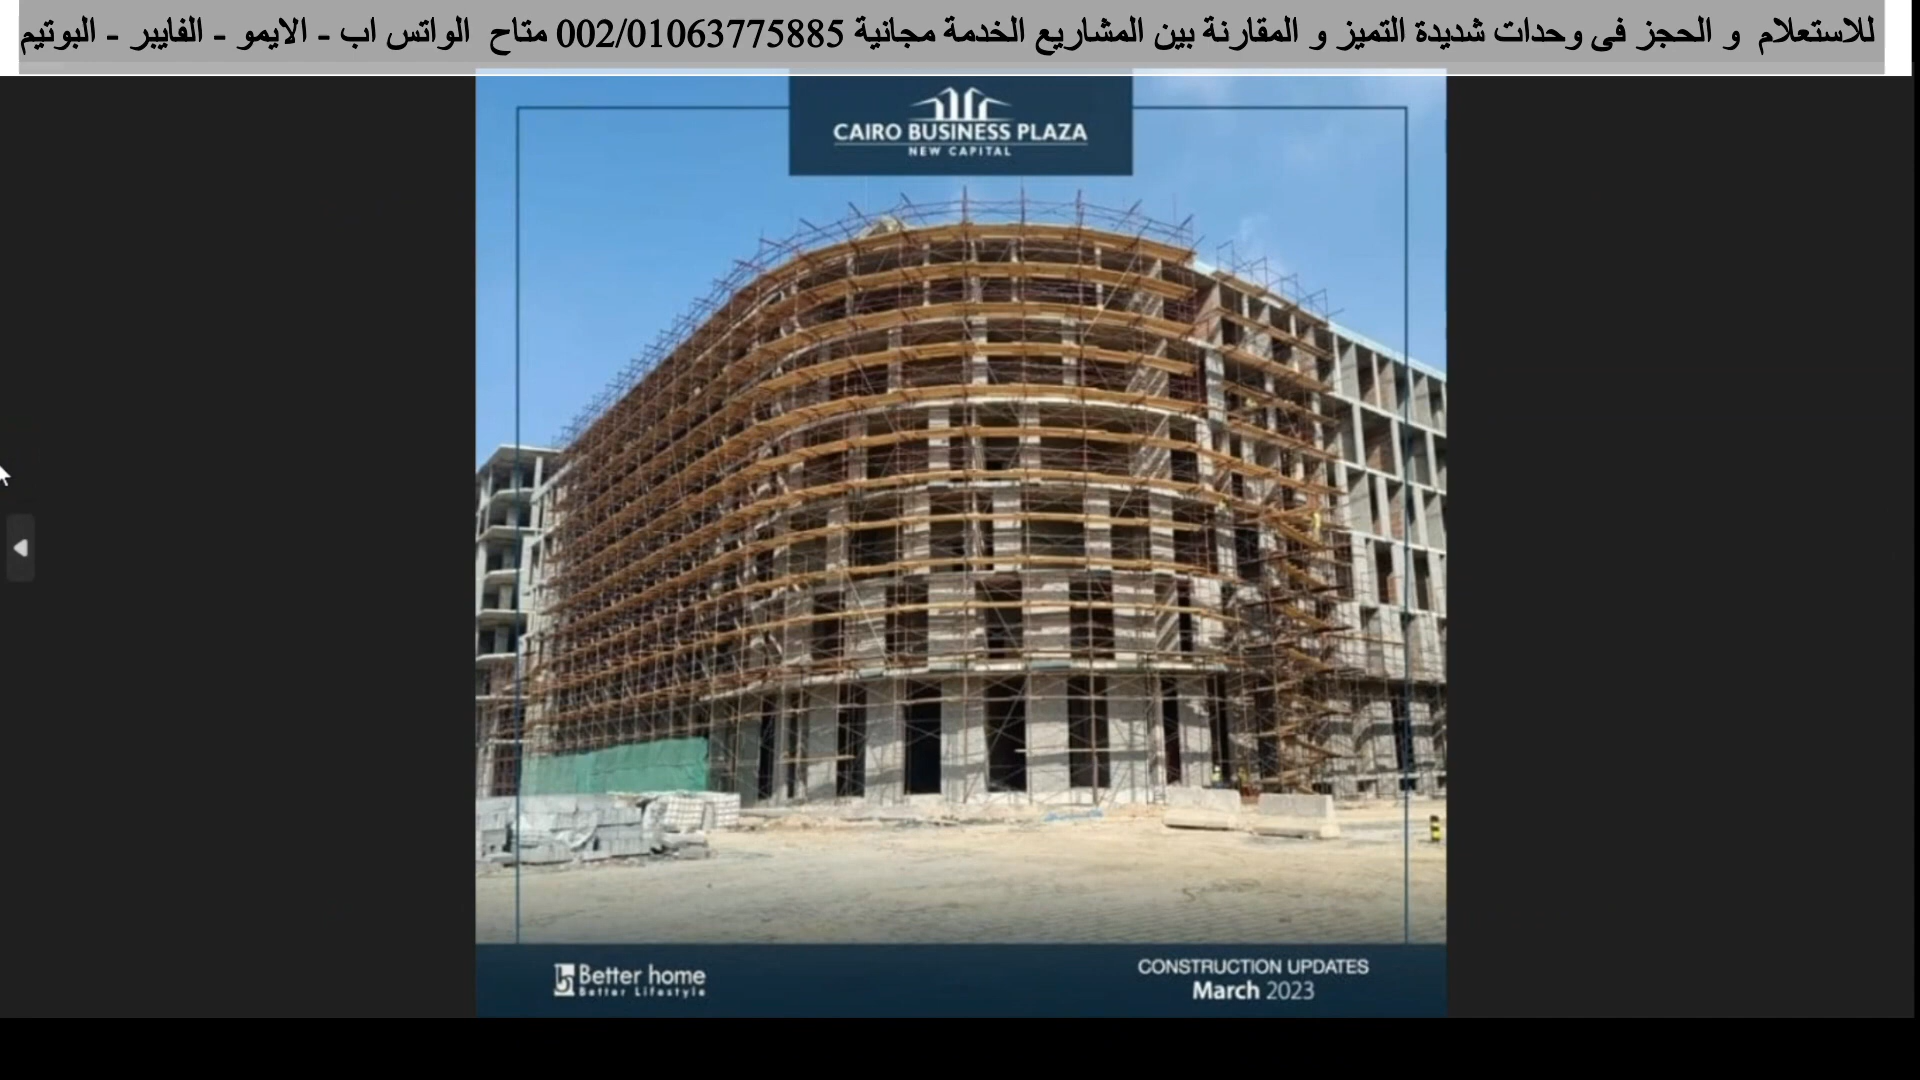 للاستعلام و الحجز فى وحدات شديدة التميز و المقارنة بين المشاريع الخدمة مجانية 002/01063775885 متاح الواتس اب - الايمو - الفايبر - البوتيم
CAIRO BUSINESS PLAZA
NEW CAPITAL
Better home
Better Lifestyle
CONSTRUCTION UPDATES
March 2023